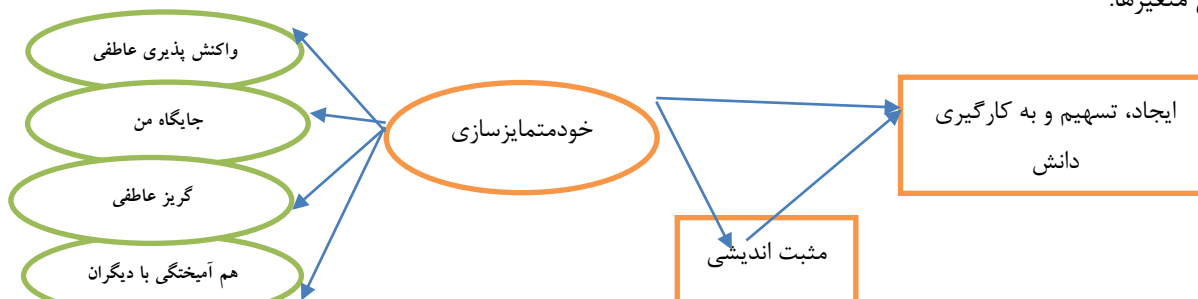 متغیرها:
واکنش پذیری عاطفی
جایگاه من
گریز عاطفی
هم آمیختگی با دیگران
خودمتمایزسازی
مثبت اندیشی
ایجاد، تسهیم و به کارگیری
دانش